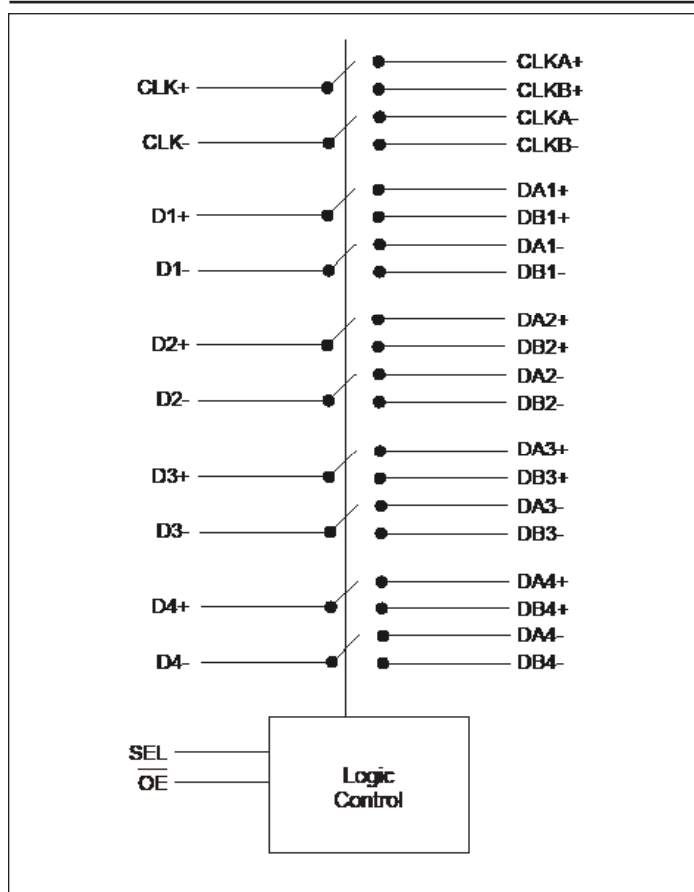 CLK+ CLKA+
CLKB+
CLK- CLKA-
CLKB-
D1+ DA1+
DB1+
D1- DA1-
DB1-
D2+ DA2+
DB2+
D2- DA2-
DB2-
D3+ DA3+
DB3+
D3- DA3-
DB3-
D4+ DA4+
DB4+
D4- DA4-
DB4-
SEL
O̅E̅
Logic
Control